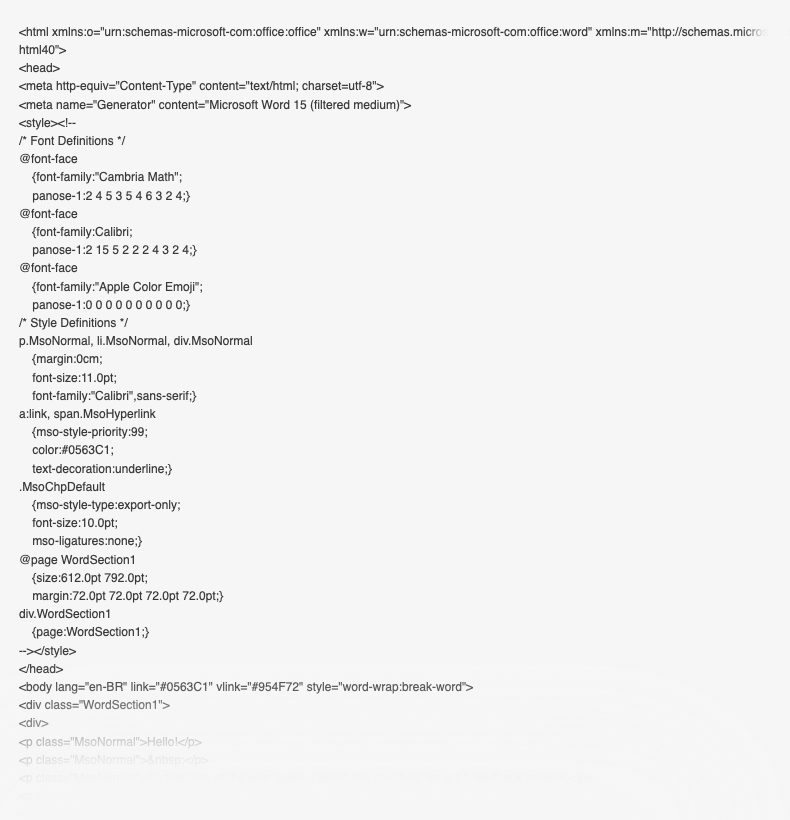 <html xmlns:o="urn:schemas-microsoft-com:office:office" xmlns:w="urn:schemas-microsoft-com:office:word" xmlns:m="http://schemas.micros
html40">
<head>
<meta http-equiv="Content-Type" content="text/html; charset=utf-8">
<meta name="Generator" content="Microsoft Word 15 (filtered medium)">
<style><!--
/* Font Definitions */
@font-face
{font-family:"Cambria Math";
panose-1:2 4 5 3 5 4 6 3 2 4;}
@font-face
{font-family:Calibri;
panose-1:2 15 5 2 2 2 4 3 2 4;}
@font-face
{font-family:"Apple Color Emoji";
panose-1:0 0 0 0 0 0 0 0 0 0;}
/* Style Definitions */
p.MsoNormal, li.MsoNormal, div.MsoNormal
{margin:0cm;
font-size:11.0pt;
font-family:"Calibri",sans-serif;}
a:link, span.MsoHyperlink
{mso-style-priority:99;
color:#0563C1;
text-decoration:underline;}
.MsoChpDefault
{mso-style-type:export-only;
font-size:10.0pt;
mso-ligatures:none;}
@page WordSection1
{size:612.0pt 792.0pt;
margin:72.0pt 72.0pt 72.0pt 72.0pt;}
div.WordSection1
{page:WordSection1;}
--></style>
</head>
<body lang="en-BR" link="#0563C1" vlink="#954F72" style="word-wrap:break-word">
<div class="WordSection1">
<div>
<p class="MsoNormal">Hello!</p>
<p class="MsoNormal">&nbsp;</p>